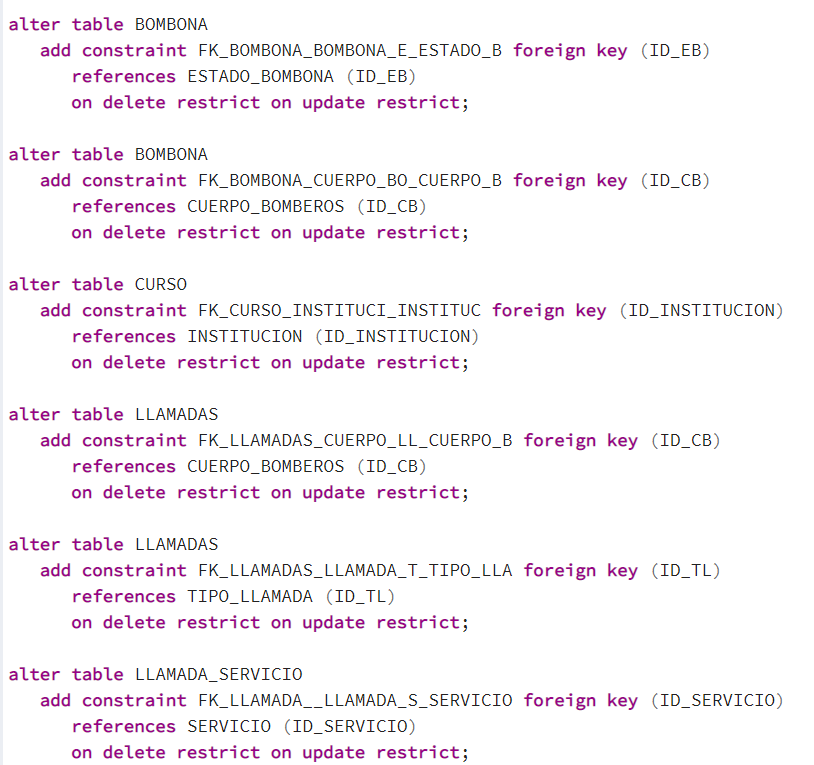 alter table BOMBONA
add constraint FK_BOMBONA_BOMBONA_E_ESTADO_B foreign key (ID_EB)
references ESTADO_BOMBONA (ID_EB)
on delete restrict on update restrict;
alter table BOMBONA
add constraint FK_BOMBONA_CUERPO_BO_CUERPO_B foreign key (ID_CB)
references CUERPO_BOMBEROS (ID_CB)
on delete restrict on update restrict;
alter table CURSO
add constraint FK_CURSO_INSTITUCI_INSTITUC foreign key (ID_INSTITUCION)
references INSTITUCION (ID_INSTITUCION)
on delete restrict on update restrict;
alter table LLAMADAS
add constraint FK_LLAMADAS_CUERPO_LL_CUERPO_B foreign key (ID_CB)
references CUERPO_BOMBEROS (ID_CB)
on delete restrict on update restrict;
alter table LLAMADAS
add constraint FK_LLAMADAS_LLAMADA_T_TIPO_LLA foreign key (ID_TL)
references TIPO_LLAMADA (ID_TL)
on delete restrict on update restrict;
alter table LLAMADA_SERVICIO
add constraint FK_LLAMADA__LLAMADA_S_SERVICIO foreign key (ID_SERVICIO)
references SERVICIO (ID_SERVICIO)
on delete restrict on update restrict;